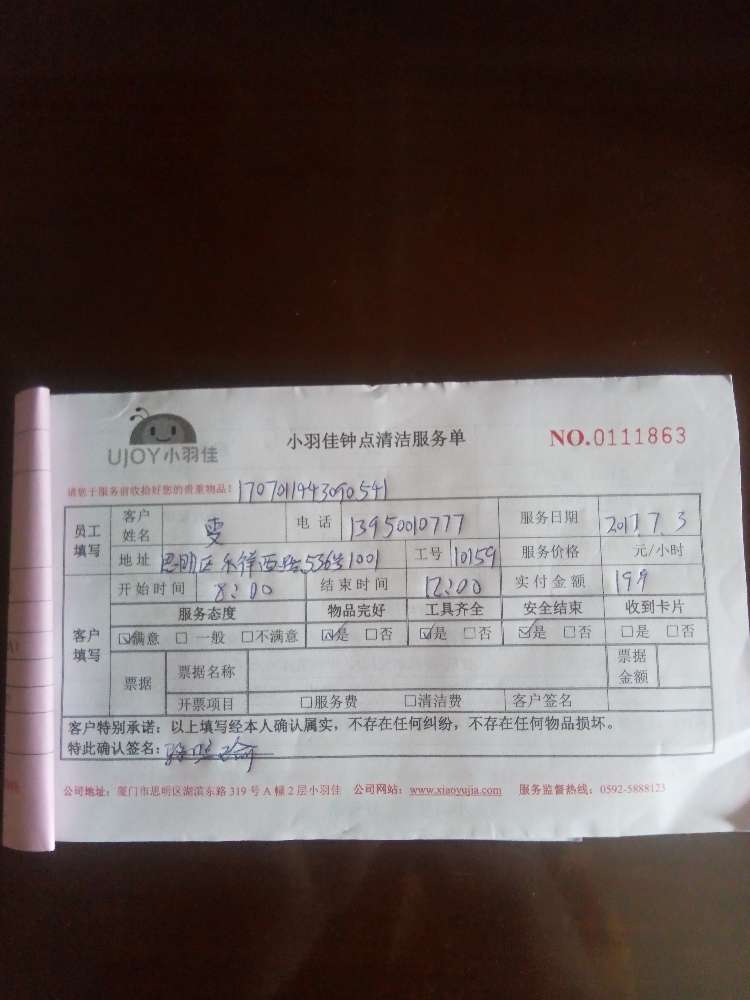 UJOY小羽佳
小羽佳钟点清洁服务单
NO.0111863
请您于服务前收拾好您的贵重物品! 170701443090541
员工填写 客户姓名 电话 13950010777 服务日期 2017.7.3
地址 思明区禾祥西路536号1001 工号 10159 服务价格 元/小时
开始时间 8:00 结束时间 12:00 实付金额 199
客户填写 服务态度 物品完好 工具齐全 安全结束 收到卡片
☑满意 □一般 □不满意 ☑是 □否 ☑是 □否 ☑是 □否 □是 □否
票据 票据名称 票据金额
开票项目 □服务费 □清洁费 客户签名
客户特别承诺：以上填写经本人确认属实，不存在任何纠纷，不存在任何物品损坏。
特此确认签名：
公司地址：厦门市思明区湖滨东路319号A幢2层小羽佳 公司网站：www.xiaoyujia.com 服务监督热线：0592-5888123